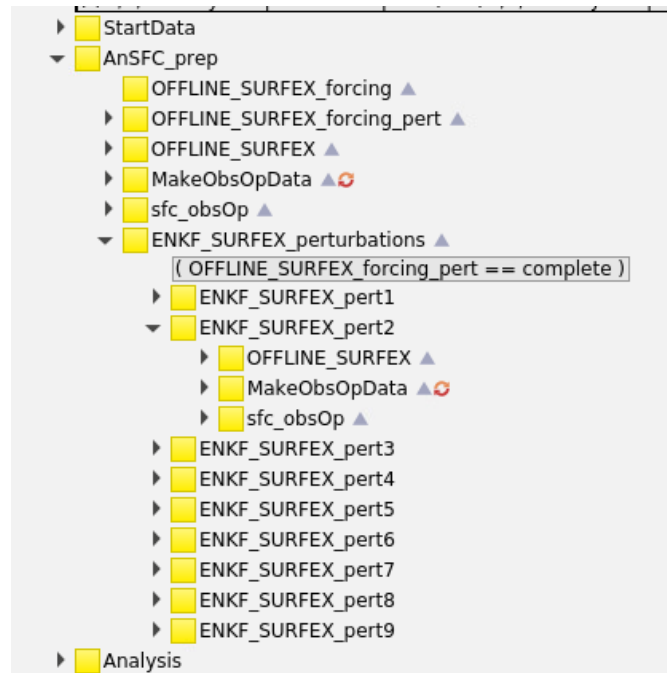 StartData
AnSFC_prep
OFFLINE_SURFEX_forcing
OFFLINE_SURFEX_forcing_pert
OFFLINE_SURFEX
MakeObsOpData
sfc_obsOp
ENKF_SURFEX_perturbations
( OFFLINE_SURFEX_forcing_pert == complete )
ENKF_SURFEX_pert1
ENKF_SURFEX_pert2
OFFLINE_SURFEX
MakeObsOpData
sfc_obsOp
ENKF_SURFEX_pert3
ENKF_SURFEX_pert4
ENKF_SURFEX_pert5
ENKF_SURFEX_pert6
ENKF_SURFEX_pert7
ENKF_SURFEX_pert8
ENKF_SURFEX_pert9
Analysis